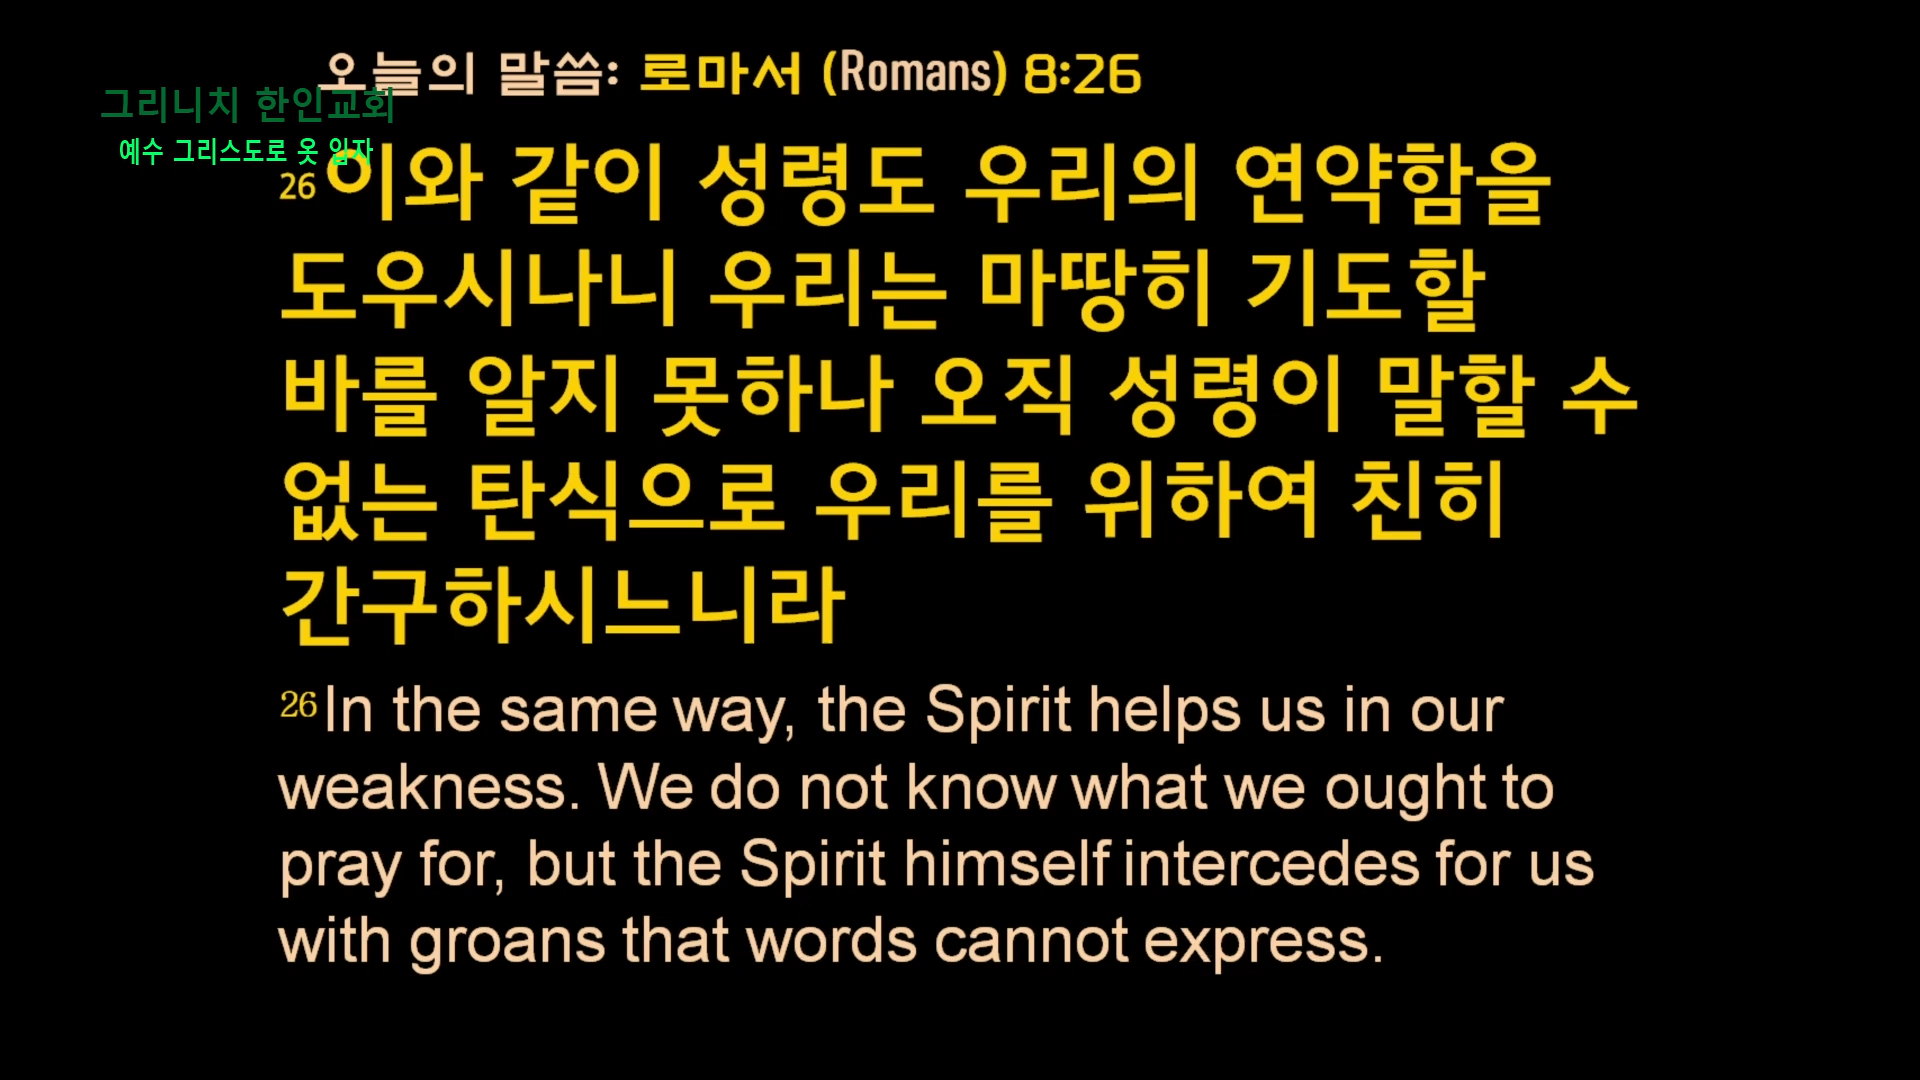 오늘의 말씀: 로마서 (Romans) 8:26
그리니치 한인교회
예수 그리스도로 옷 입자
26 이와 같이 성령도 우리의 연약함을
도우시나니 우리는 마땅히 기도할
바를 알지 못하나 오직 성령이 말할 수
없는 탄식으로 우리를 위하여 친히
간구하시느니라
26 In the same way, the Spirit helps us in our
weakness. We do not know what we ought to
pray for, but the Spirit himself intercedes for us
with groans that words cannot express.